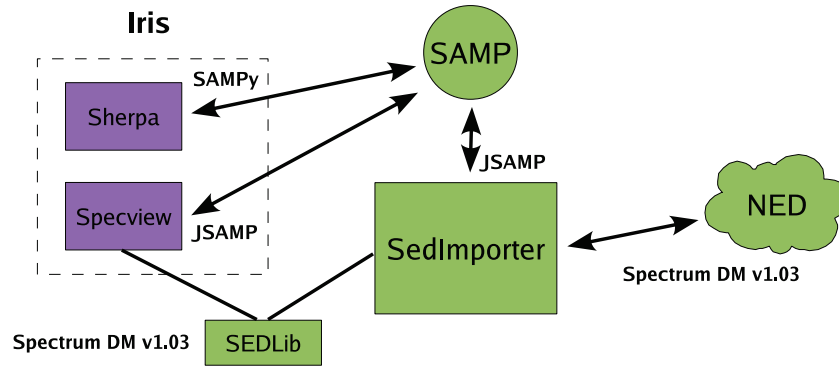 Iris
SAMP
SAMPy
Sherpa
JSAMP
Specview
NED
JSAMP
SedImporter
Spectrum DM v1.03
Spectrum DM v1.03
SEDLib